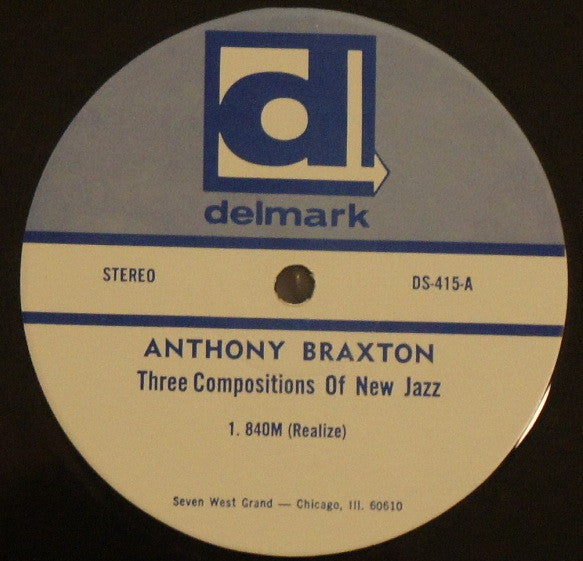 d
delmark
STEREO
DS-415-A
ANTHONY BRAXTON
Three Compositions Of New Jazz
1. 840M (Realize)
Seven West Grand — Chicago, Ill. 60610